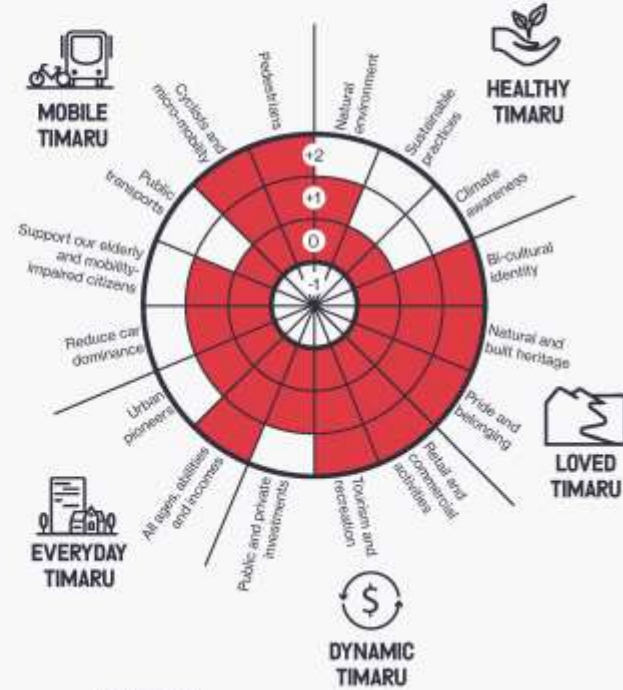 MOBILE
TIMARU
Cyclists and
micro-mobility
Pedestrians
Natural
environment
Sustainable
practices
HEALTHY
TIMARU
Climate
awareness
Bi-cultural
identity
Natural and
built heritage
Pride and
belonging
LOVED
TIMARU
Retail and
commercial
activities
Tourism and
recreation
DYNAMIC
TIMARU
$
Public and private
investments
All ages, abilities
and incomes
EVERYDAY
TIMARU
Urban
pioneers
Reduce car
dominance
Support our elderly
and mobility-
impaired citizens
Public
transports
+2
+1
0
-1